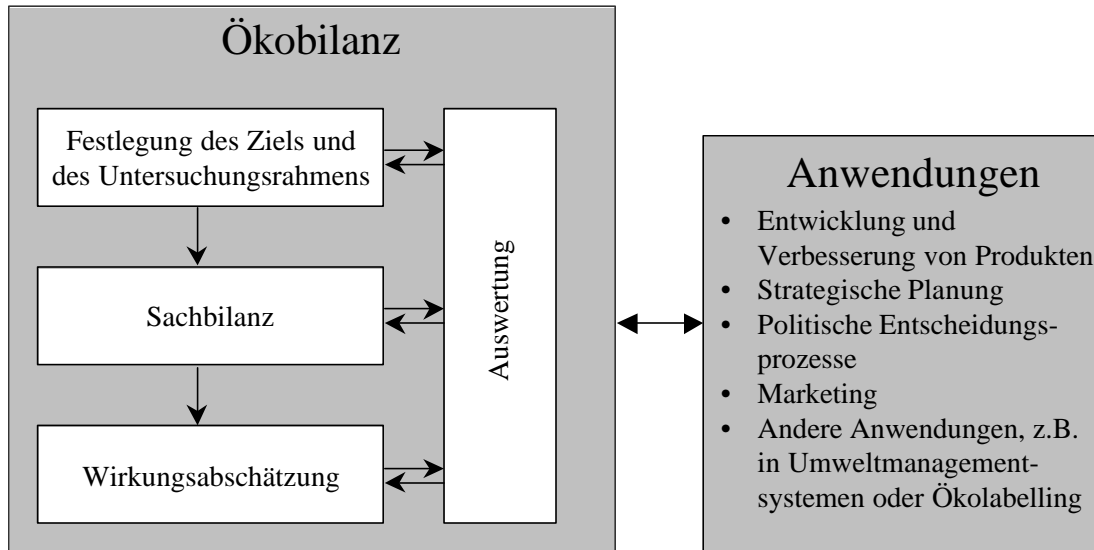 Ökobilanz
Festlegung des Ziels und
des Untersuchungsrahmens
Sachbilanz
Wirkungsabschätzung
Auswertung
Anwendungen
• Entwicklung und
Verbesserung von Produkten
• Strategische Planung
• Politische Entscheidungs-
prozesse
• Marketing
• Andere Anwendungen, z.B.
in Umweltmanagement-
systemen oder Ökolabelling